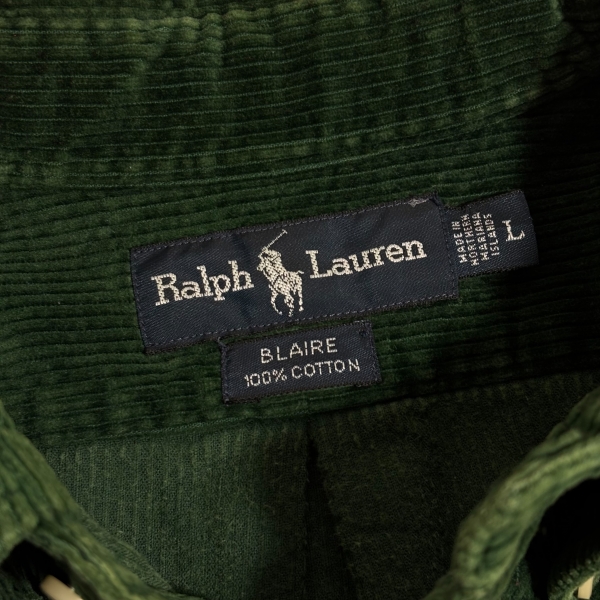 Ralph Lauren
MADE IN
NORTHERN
MARIANA
ISLANDS
L
BLAIRE
100% COTTON